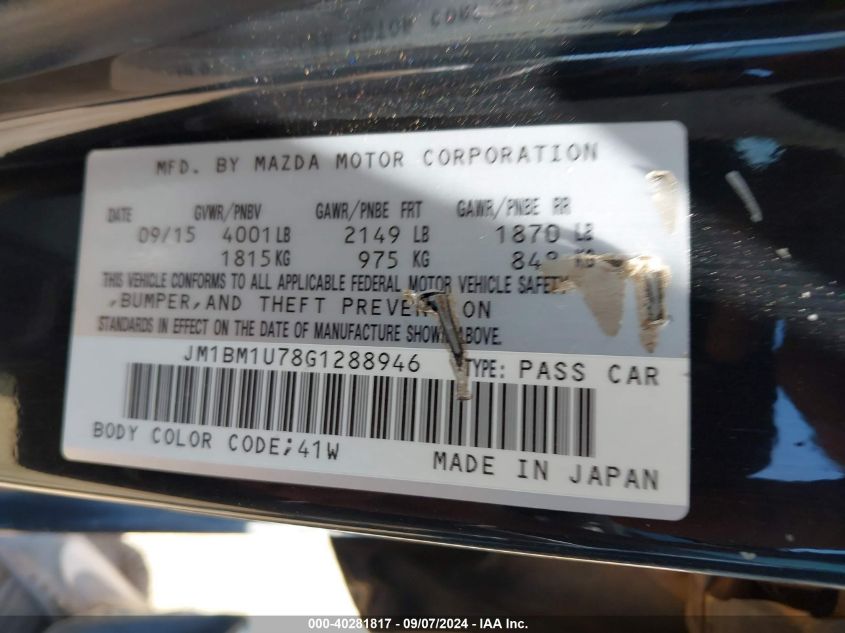 MFD. BY MAZDA MOTOR CORPORATION
DATE GVWR/PNBV GAWR/PNBE FRT GAWR/PNBE RR
09/15 4001LB 2149 LB 1870 LB
1815KG 975 KG 848 KG
THIS VEHICLE CONFORMS TO ALL APPLICABLE FEDERAL MOTOR VEHICLE SAFETY
,BUMPER,AND THEFT PREVENTION
STANDARDS IN EFFECT ON THE DATE OF MANUFACTURE SHOWN ABOVE.
JM1BM1U78G1288946 TYPE: PASS CAR
BODY COLOR CODE;41W
MADE IN JAPAN
000-40281817 - 09/07/2024 - IAA Inc.